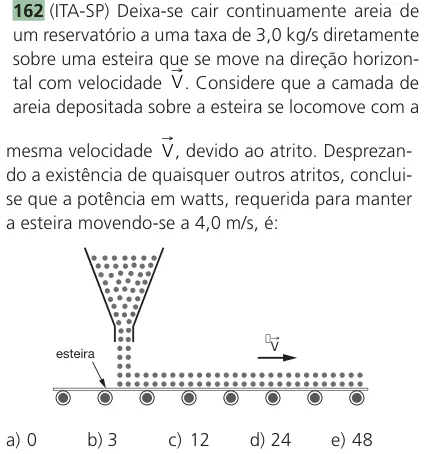 162 (ITA-SP) Deixa-se cair continuamente areia de
um reservatório a uma taxa de 3,0 kg/s diretamente
sobre uma esteira que se move na direção horizon-
tal com velocidade V⃗. Considere que a camada de
areia depositada sobre a esteira se locomove com a
mesma velocidade V⃗, devido ao atrito. Desprezan-
do a existência de quaisquer outros atritos, conclui-
se que a potência em watts, requerida para manter
a esteira movendo-se a 4,0 m/s, é:
V
esteira
a) 0 b) 3 c) 12 d) 24 e) 48